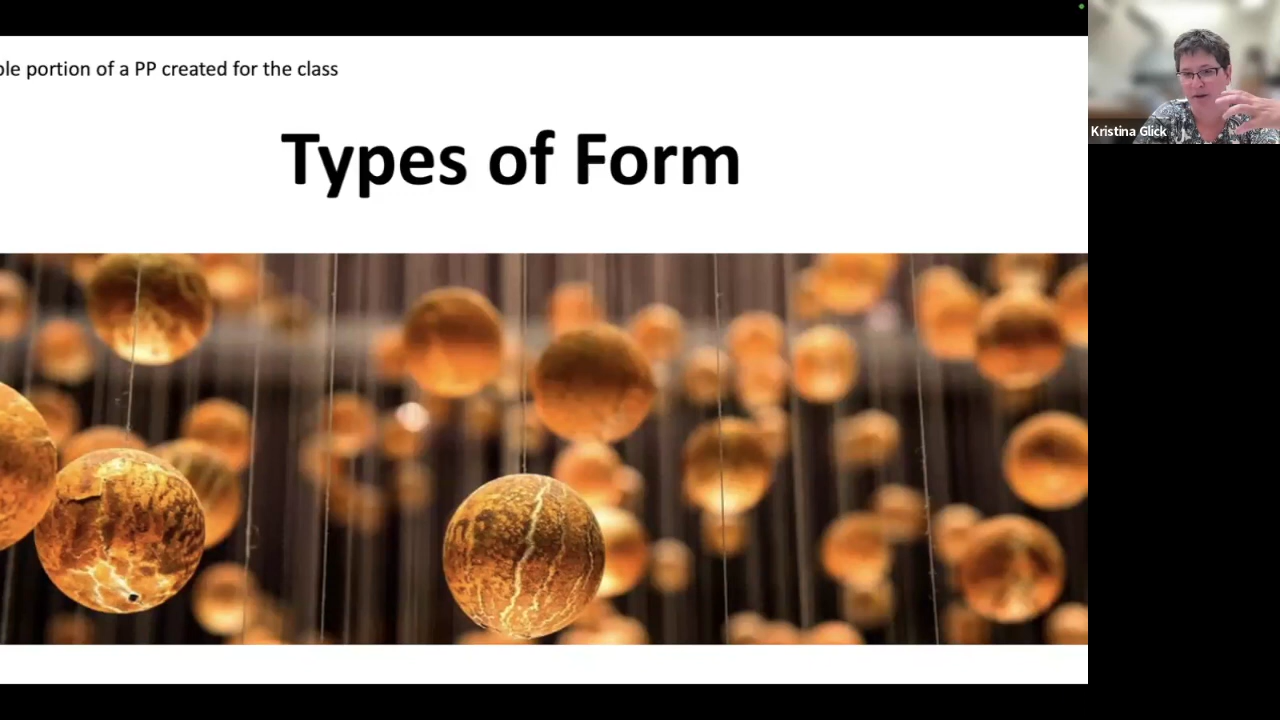 ple portion of a PP created for the class
Types of Form
Kristina Glick